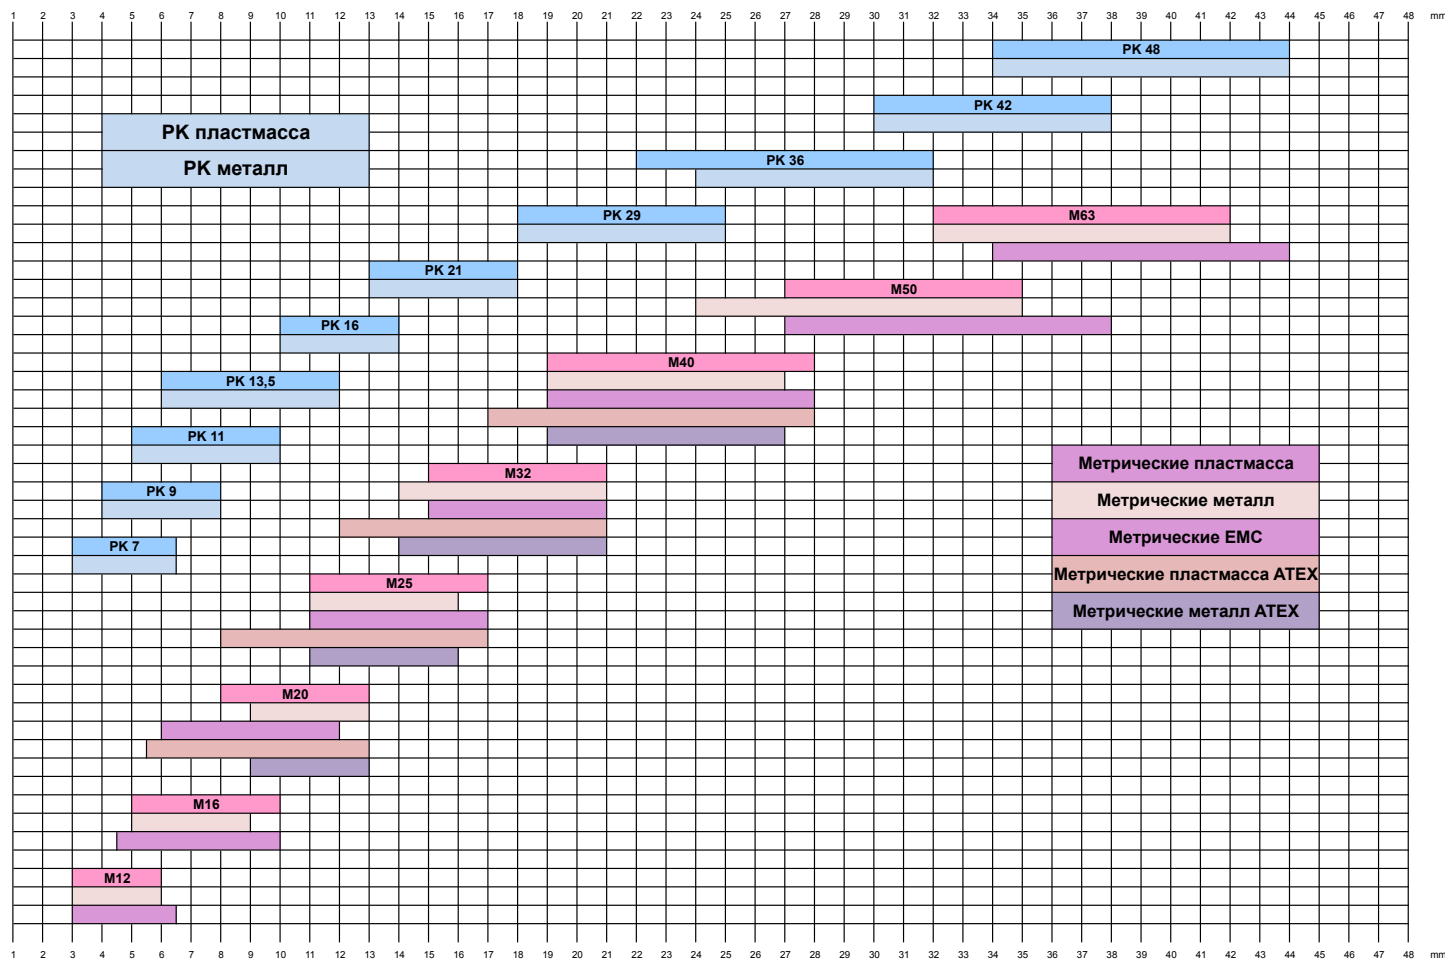 1 2 3 4 5 6 7 8 9 10 11 12 13 14 15 16 17 18 19 20 21 22 23 24 25 26 27 28 29 30 31 32 33 34 35 36 37 38 39 40 41 42 43 44 45 47 47 48 mm
PK 48
PK 42
PK пластмасса
PK 36
PK металл
PK 29
M63
PK 21
M50
PK 16
M40
PK 13,5
PK 11
Метрические пластмасса
M32
PK 9
Метрические металл
Метрические EMC
PK 7
Метрические пластмасса ATEX
M25
Метрические металл ATEX
M20
M16
M12
1 2 3 4 5 6 7 8 9 10 11 12 13 14 15 16 17 18 19 20 21 22 23 24 25 26 27 28 29 30 31 32 33 34 35 36 37 38 39 40 41 42 43 44 45 47 47 48 mm